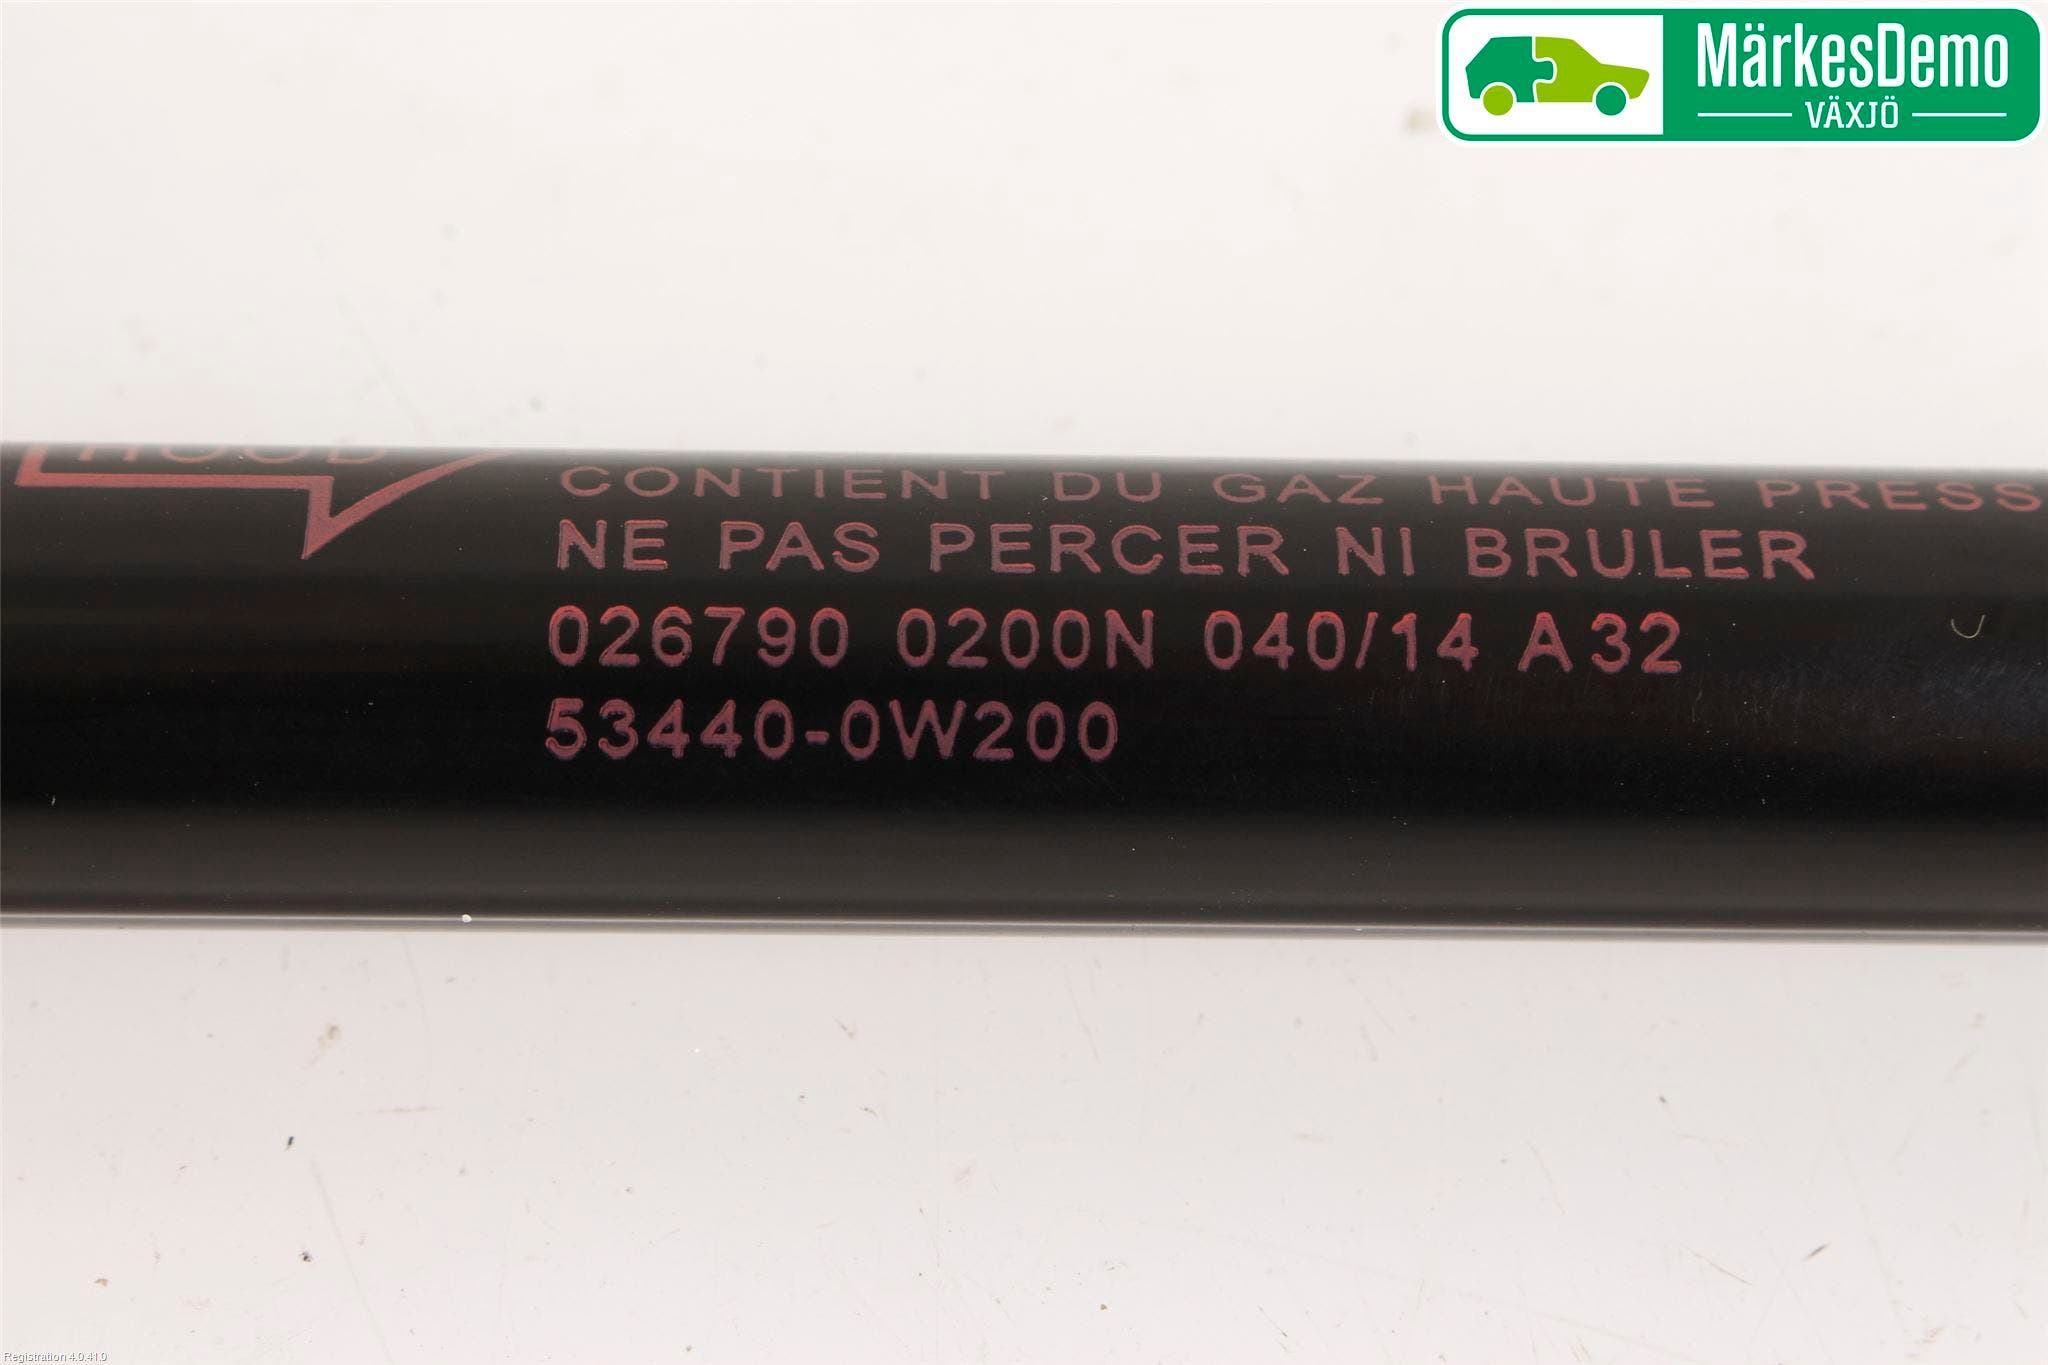 MärkesDemo
VÄXJÖ
HOOD
CONTIENT DU GAZ HAUTE PRESS
NE PAS PERCER NI BRULER
026790 0200N 040/14 A32
53440-0W200
Registration 4.0.41.0